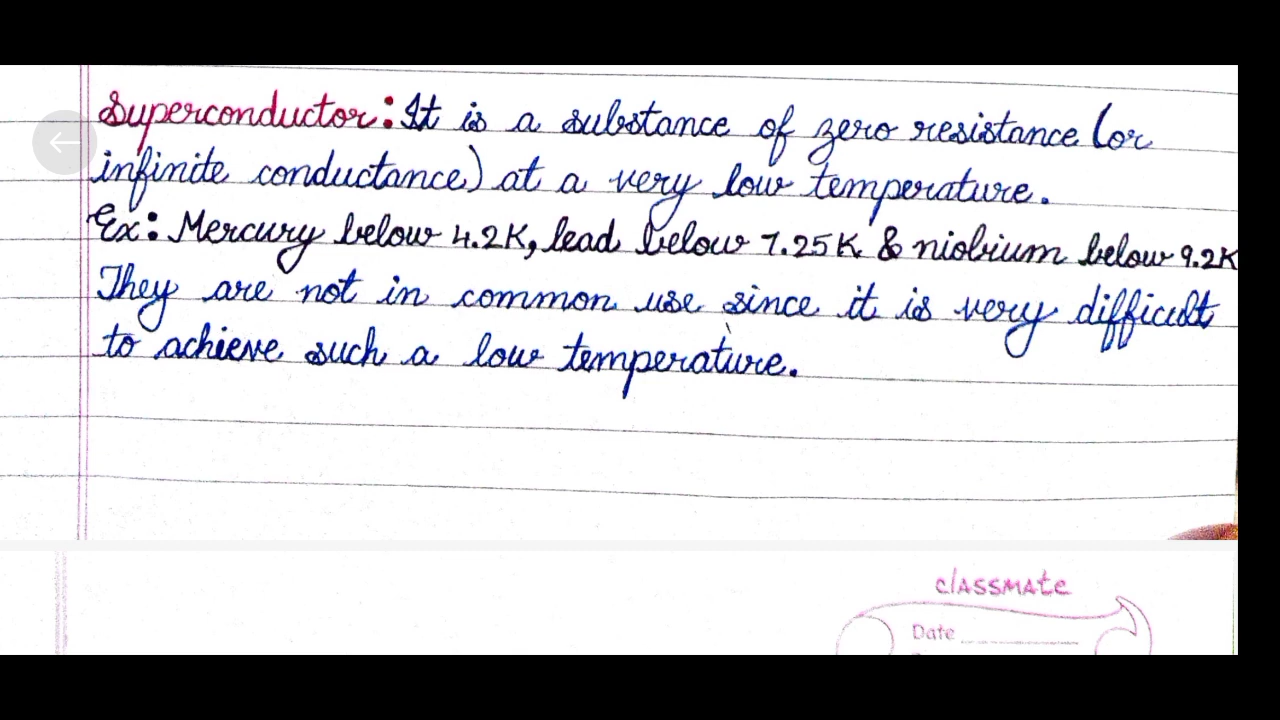 Superconductor: It is a substance of zero resistance (or
infinite conductance) at a very low temperature.
Ex: Mercury below 4.2K, lead below 7.25K & niobium below 9.2K
They are not in common use since it is very difficult
to achieve such a low temperature.
classmate
Date